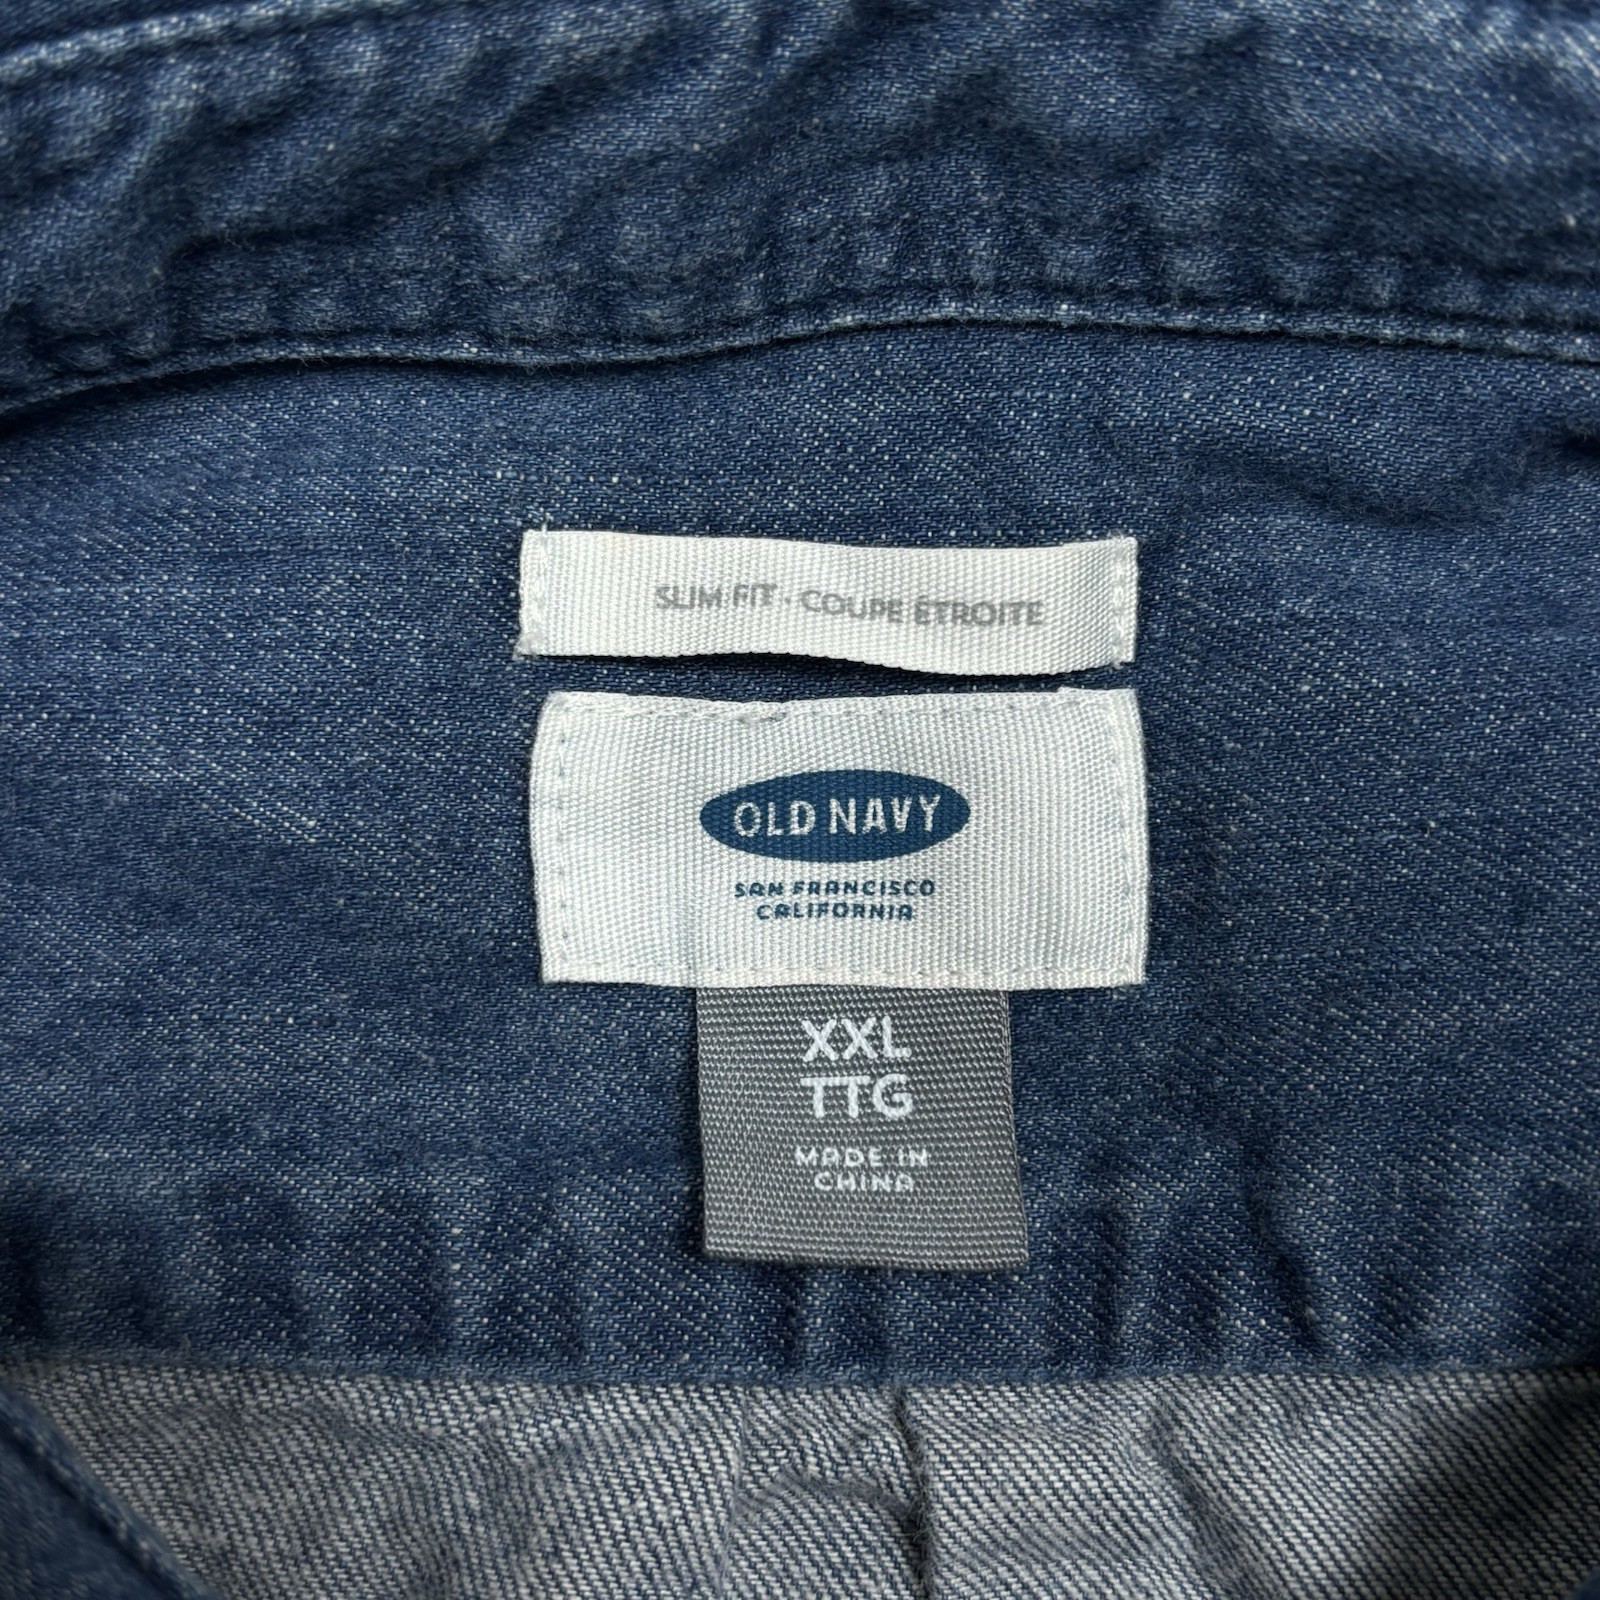 SLIM FIT · COUPE ÉTROITE
OLD NAVY
SAN FRANCISCO
CALIFORNIA
XXL
TTG
MADE IN
CHINA